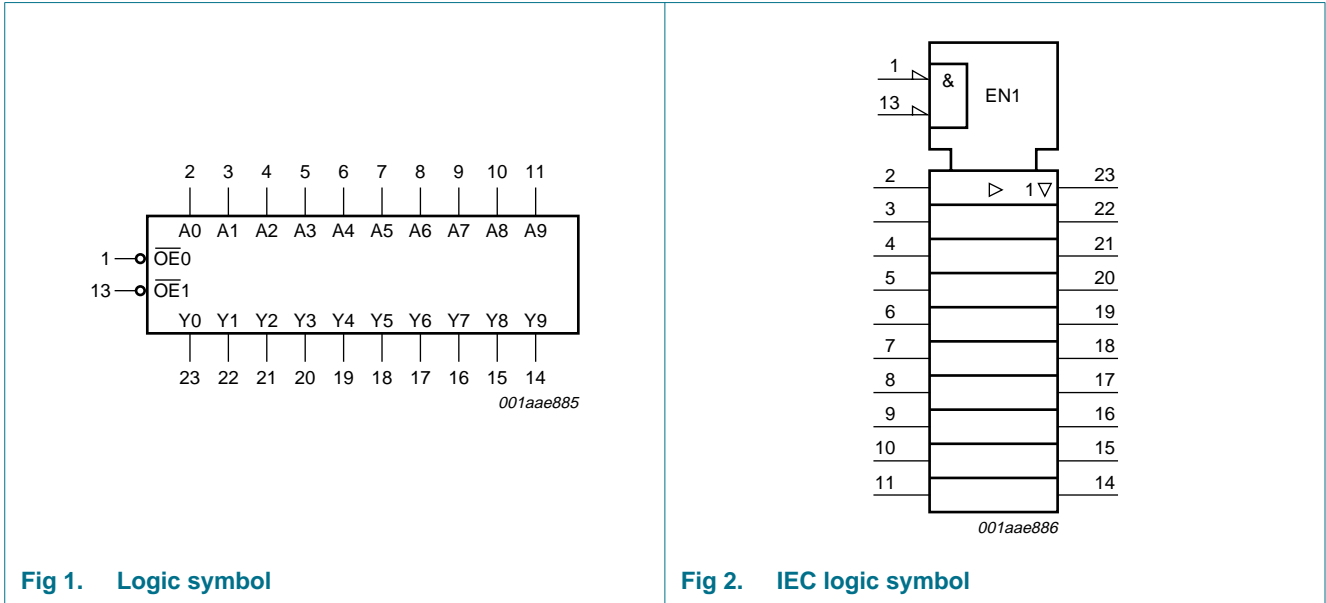 2 3 4 5 6 7 8 9 10 11
A0 A1 A2 A3 A4 A5 A6 A7 A8 A9
1 O̅E̅0
13 O̅E̅1
Y0 Y1 Y2 Y3 Y4 Y5 Y6 Y7 Y8 Y9
23 22 21 20 19 18 17 16 15 14
001aae885
Fig 1. Logic symbol
1 &
EN1
13
2 ▷ 1▽ 23
3 22
4 21
5 20
6 19
7 18
8 17
9 16
10 15
11 14
001aae886
Fig 2. IEC logic symbol